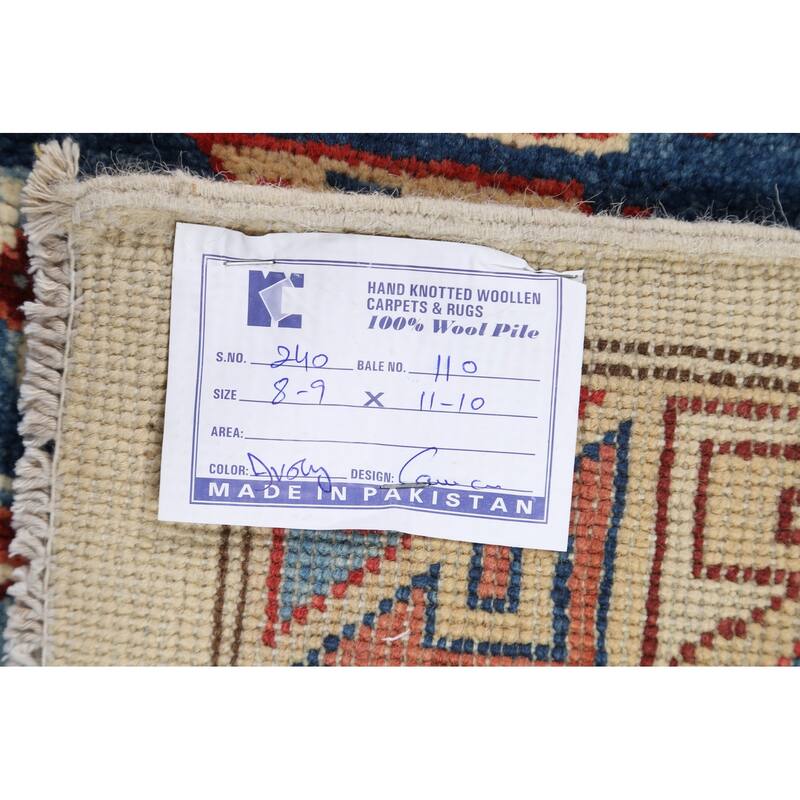 HAND KNOTTED WOOLLEN
CARPETS & RUGS
100% Wool Pile
S.NO. 240 BALE NO. 110
SIZE 8-9 X 11-10
AREA:
COLOR: DESIGN:
MADE IN PAKISTAN